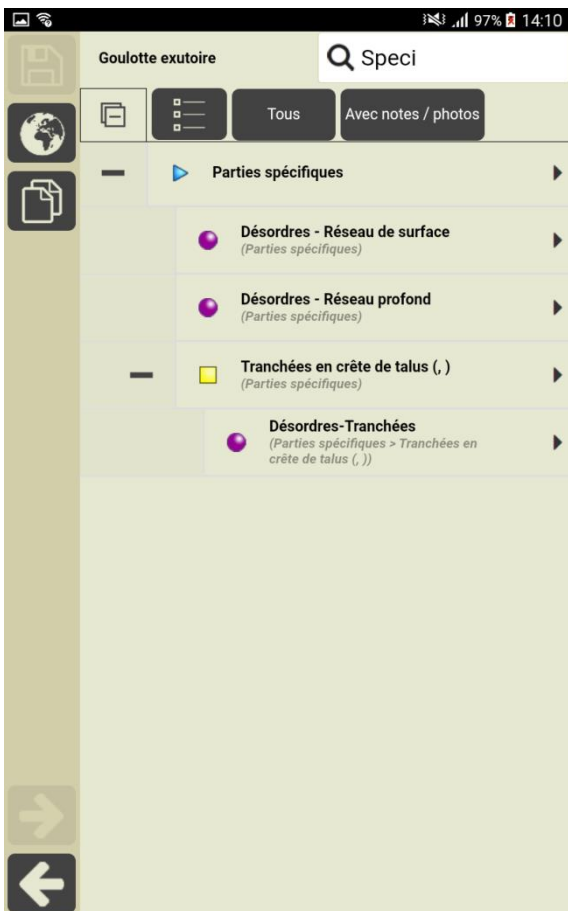 97% 14:10
Goulotte exutoire
Speci
Tous
Avec notes / photos
Parties spécifiques
Désordres - Réseau de surface
(Parties spécifiques)
Désordres - Réseau profond
(Parties spécifiques)
Tranchées en crête de talus (, )
(Parties spécifiques)
Désordres-Tranchées
(Parties spécifiques > Tranchées en
crête de talus (, ))